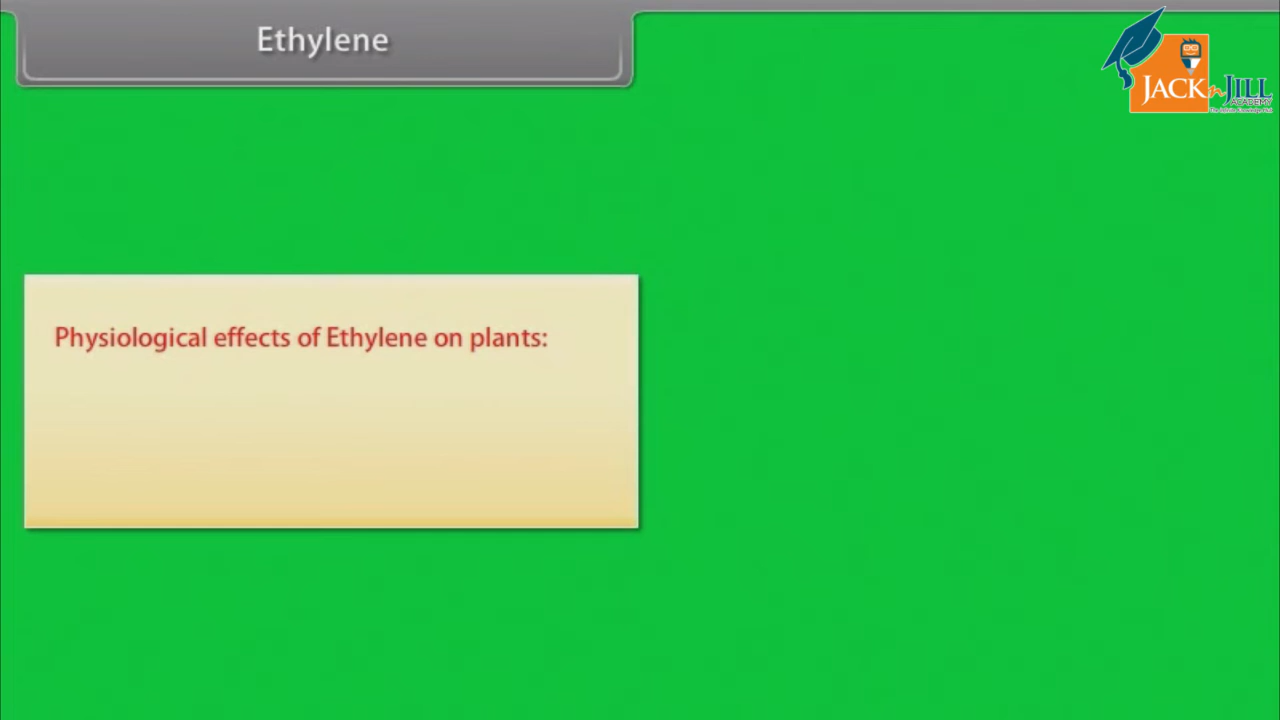 Ethylene
JACK n JILL
ACADEMY
Physiological effects of Ethylene on plants: